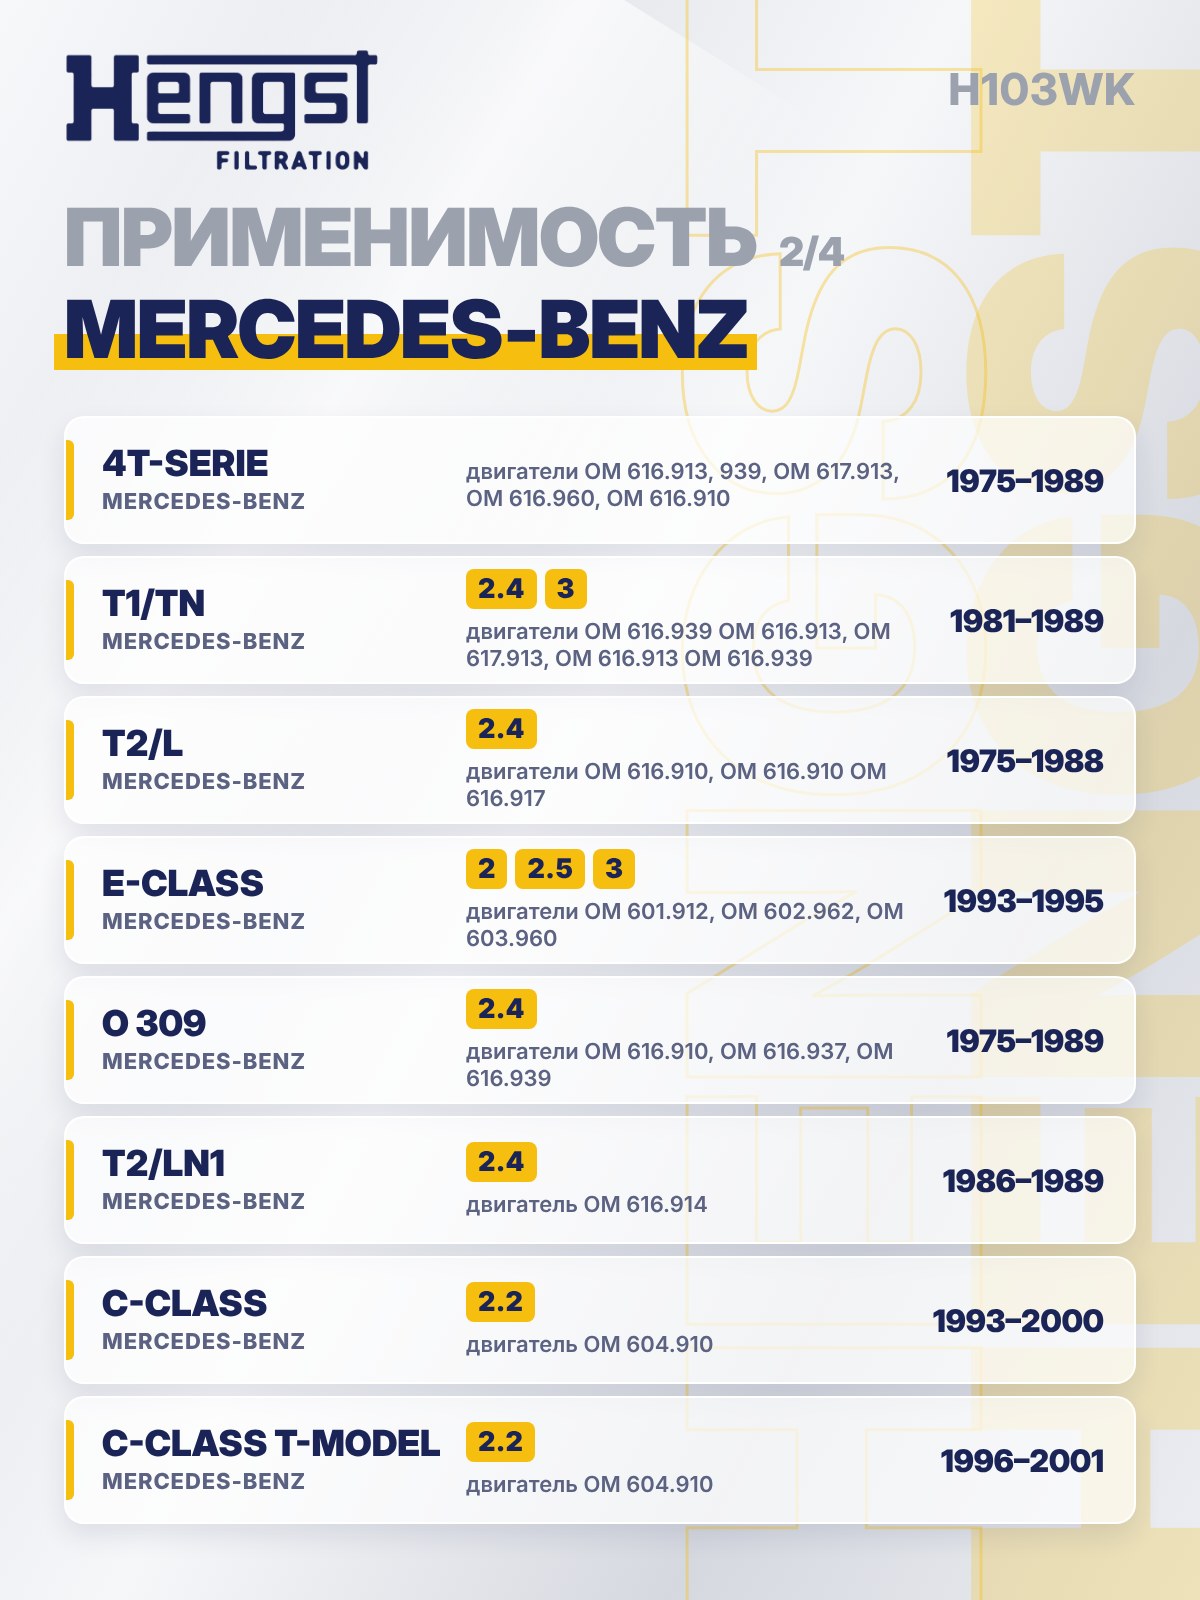 Hengst
FILTRATION
H103WK
ПРИМЕНИМОСТЬ 2/4
MERCEDES-BENZ
4T-SERIE
MERCEDES-BENZ
двигатели OM 616.913, 939, OM 617.913,
OM 616.960, OM 616.910
1975–1989
T1/TN
MERCEDES-BENZ
2.4 3
двигатели OM 616.939 OM 616.913, OM
617.913, OM 616.913 OM 616.939
1981–1989
T2/L
MERCEDES-BENZ
2.4
двигатели OM 616.910, OM 616.910 OM
616.917
1975–1988
E-CLASS
MERCEDES-BENZ
2 2.5 3
двигатели OM 601.912, OM 602.962, OM
603.960
1993–1995
O 309
MERCEDES-BENZ
2.4
двигатели OM 616.910, OM 616.937, OM
616.939
1975–1989
T2/LN1
MERCEDES-BENZ
2.4
двигатель OM 616.914
1986–1989
C-CLASS
MERCEDES-BENZ
2.2
двигатель OM 604.910
1993–2000
C-CLASS T-MODEL
MERCEDES-BENZ
2.2
двигатель OM 604.910
1996–2001
HENGST
HENGST